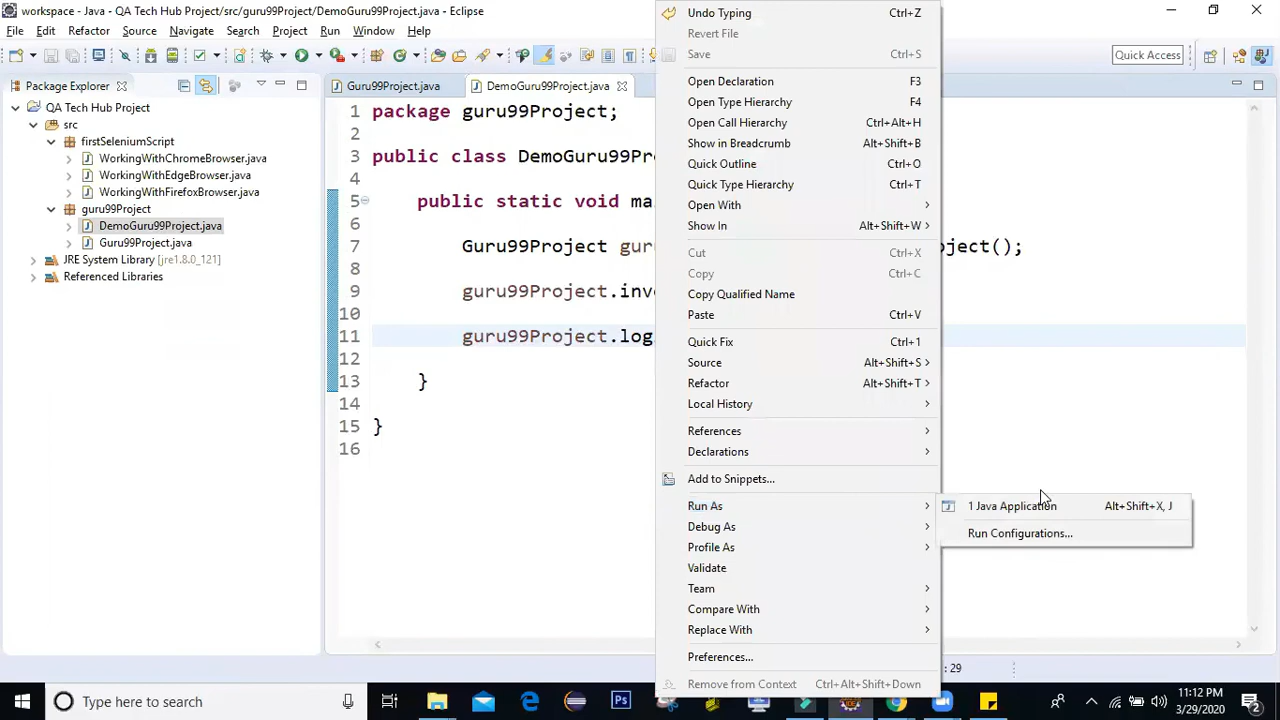 workspace - Java - QA Tech Hub Project/src/guru99Project/DemoGuru99Project.java - Eclipse
File Edit Refactor Source Navigate Search Project Run Window Help
Quick Access
Package Explorer
QA Tech Hub Project
src
firstSeleniumScript
WorkingWithChromeBrowser.java
WorkingWithEdgeBrowser.java
WorkingWithFirefoxBrowser.java
guru99Project
DemoGuru99Project.java
Guru99Project.java
JRE System Library [jre1.8.0_121]
Referenced Libraries
Guru99Project.java DemoGuru99Project.java
1 package guru99Project;
2
3 public class DemoGuru99Pr
4
5 public static void ma
6
7 Guru99Project gur oject();
8
9 guru99Project.inv
10
11 guru99Project.log
12
13 }
14
15 }
16
Undo Typing Ctrl+Z
Revert File
Save Ctrl+S
Open Declaration F3
Open Type Hierarchy F4
Open Call Hierarchy Ctrl+Alt+H
Show in Breadcrumb Alt+Shift+B
Quick Outline Ctrl+O
Quick Type Hierarchy Ctrl+T
Open With
Show In Alt+Shift+W
Cut Ctrl+X
Copy Ctrl+C
Copy Qualified Name
Paste Ctrl+V
Quick Fix Ctrl+1
Source Alt+Shift+S
Refactor Alt+Shift+T
Local History
References
Declarations
Add to Snippets...
Run As
Debug As
Profile As
Validate
Team
Compare With
Replace With
Preferences...
Remove from Context Ctrl+Alt+Shift+Down
1 Java Application Alt+Shift+X, J
Run Configurations...
:29
Type here to search
Ps
11:12 PM
3/29/2020
2